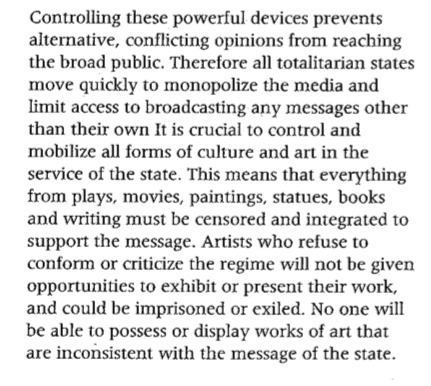 Controlling these powerful devices prevents
alternative, conflicting opinions from reaching
the broad public. Therefore all totalitarian states
move quickly to monopolize the media and
limit access to broadcasting any messages other
than their own It is crucial to control and
mobilize all forms of culture and art in the
service of the state. This means that everything
from plays, movies, paintings, statues, books
and writing must be censored and integrated to
support the message. Artists who refuse to
conform or criticize the regime will not be given
opportunities to exhibit or present their work,
and could be imprisoned or exiled. No one will
be able to possess or display works of art that
are inconsistent with the message of the state.